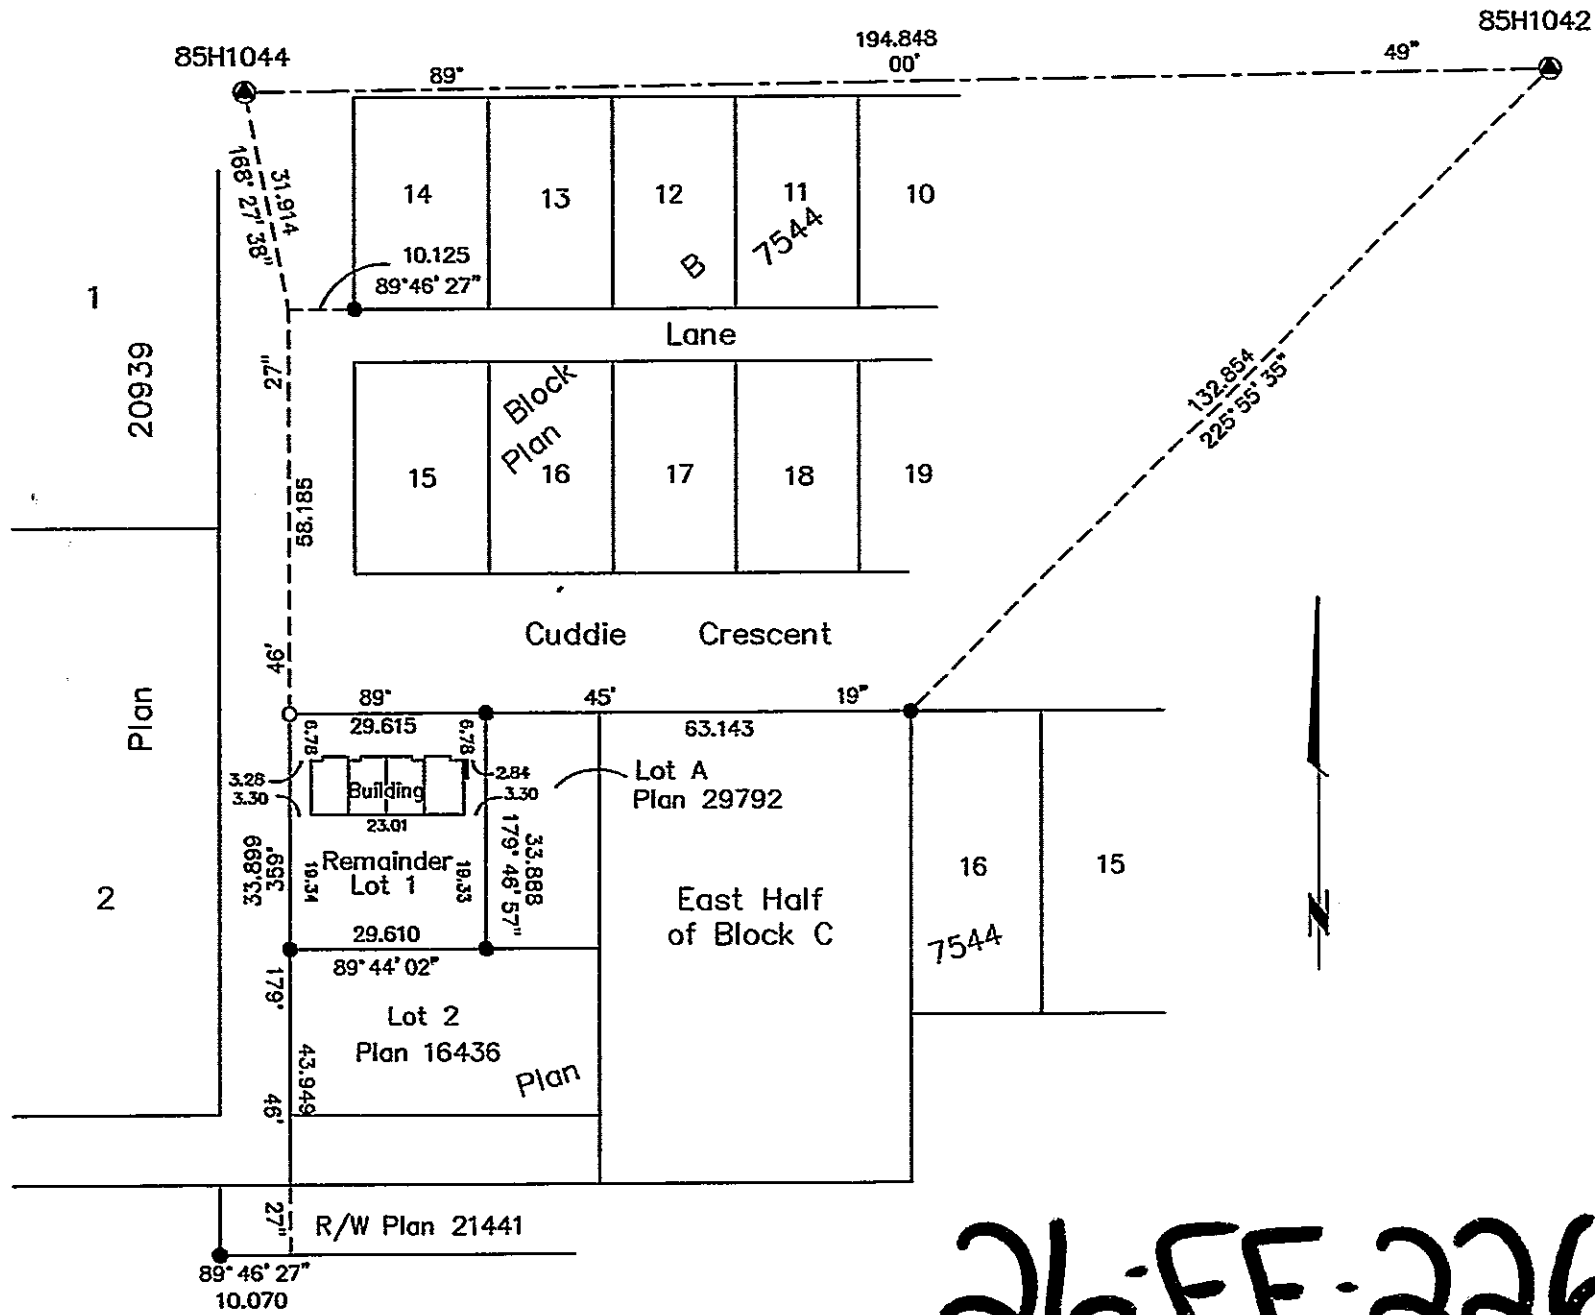 85H1042
85H1044
194.848
89° 00' 49"
31.914
168° 27' 38"
14 13 12 11 10
B 7544
10.125
89°46' 27"
Lane
1
20939
27"
58.185
46'
Block
Plan
15 16 17 18 19
132.854
225° 55' 35"
Cuddie Crescent
89° 45' 19"
29.615
63.143
6.78
6.78
3.28
3.30
2.84
3.30
Building
23.01
Lot A
Plan 29792
Plan
2
33.899
359°
19.34
Remainder
Lot 1
19.33
33.888
179° 46' 57"
29.610
89° 44' 02"
East Half
of Block C
16 15
7544
179°
Lot 2
Plan 16436
Plan
43.949
46'
27"
R/W Plan 21441
89° 46' 27"
10.070
N
26-EE-226